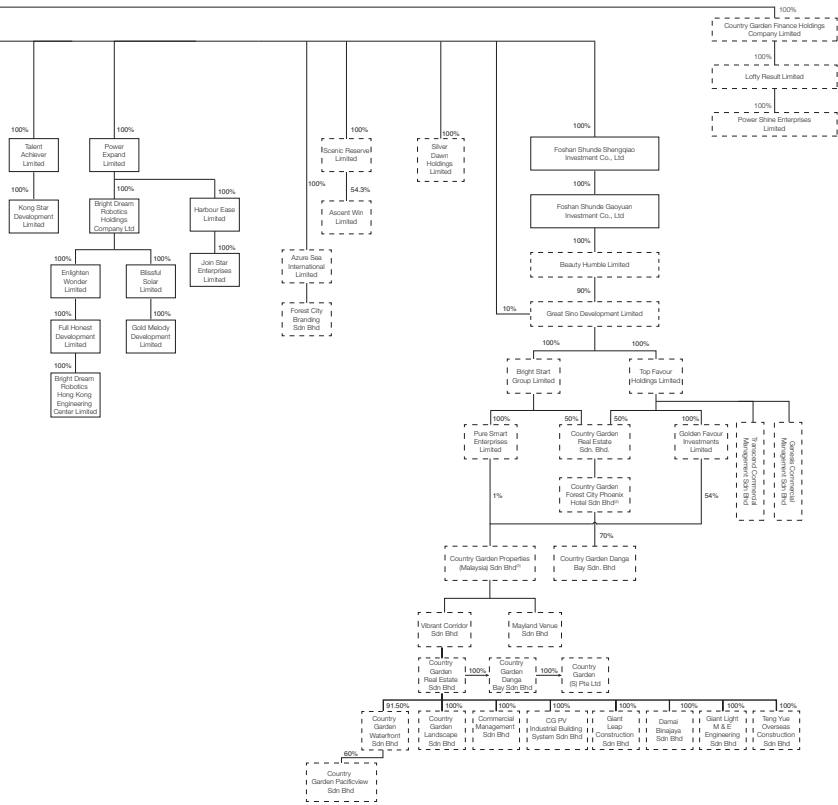 100%
Country Garden Finance Holdings
Company Limited
100%
Lofty Result Limited
100%
Power Shine Enterprises
Limited
100%
Talent
Achiever
Limited
100%
Kong Star
Development
Limited
100%
Power
Expand
Limited
100%
Bright Dream
Robotics
Holdings
Company Ltd
100%
Harbour Ease
Limited
100%
Join Star
Enterprises
Limited
100%
Enlighten
Wonder
Limited
100%
Blissful
Solar
Limited
100%
Full Honest
Development
Limited
100%
Gold Melody
Development
Limited
100%
Bright Dream
Robotics
Hong Kong
Engineering
Center Limited
100%
Azure Sea
International
Limited
100%
Forest City
Branding
Sdn Bhd
100%
Scenic Reserve
Limited
54.3%
Ascent Win
Limited
100%
Silver
Dawn
Holdings
Limited
100%
Foshan Shunde Shengqiao
Investment Co., Ltd
100%
Foshan Shunde Gaoyuan
Investment Co., Ltd
100%
Beauty Humble Limited
90%
10%
Great Sino Development Limited
100%
100%
Bright Start
Group Limited
Top Favour
Holdings Limited
100%
50%
50%
100%
Pure Smart
Enterprises
Limited
Country Garden
Real Estate
Sdn. Bhd.
Golden Favour
Investments
Limited
Transcend Commercial
Management Sdn Bhd
Genesis Commercial
Management Sdn Bhd
Country Garden
Forest City Phoenix
Hotel Sdn Bhd
1%
54%
70%
Country Garden Properties
(Malaysia) Sdn Bhd
Country Garden Danga
Bay Sdn. Bhd
Vibrant Corridor
Sdn Bhd
Mayland Venue
Sdn Bhd
Country
Garden
Real Estate
Sdn Bhd
100%
Country
Garden
Danga
Bay Sdn Bhd
100%
Country
Garden
(S) Pte Ltd
91.50%
100%
100%
100%
100%
100%
100%
100%
Country
Garden
Waterfront
Sdn Bhd
Country
Garden
Landscape
Sdn Bhd
Commercial
Management
Sdn Bhd
CG PV
Industrial Building
System Sdn Bhd
Giant
Leap
Construction
Sdn Bhd
Damai
Binajaya
Sdn Bhd
Giant Light
M & E
Engineering
Sdn Bhd
Teng Yue
Overseas
Construction
Sdn Bhd
60%
Country
Garden Pacificview
Sdn Bhd